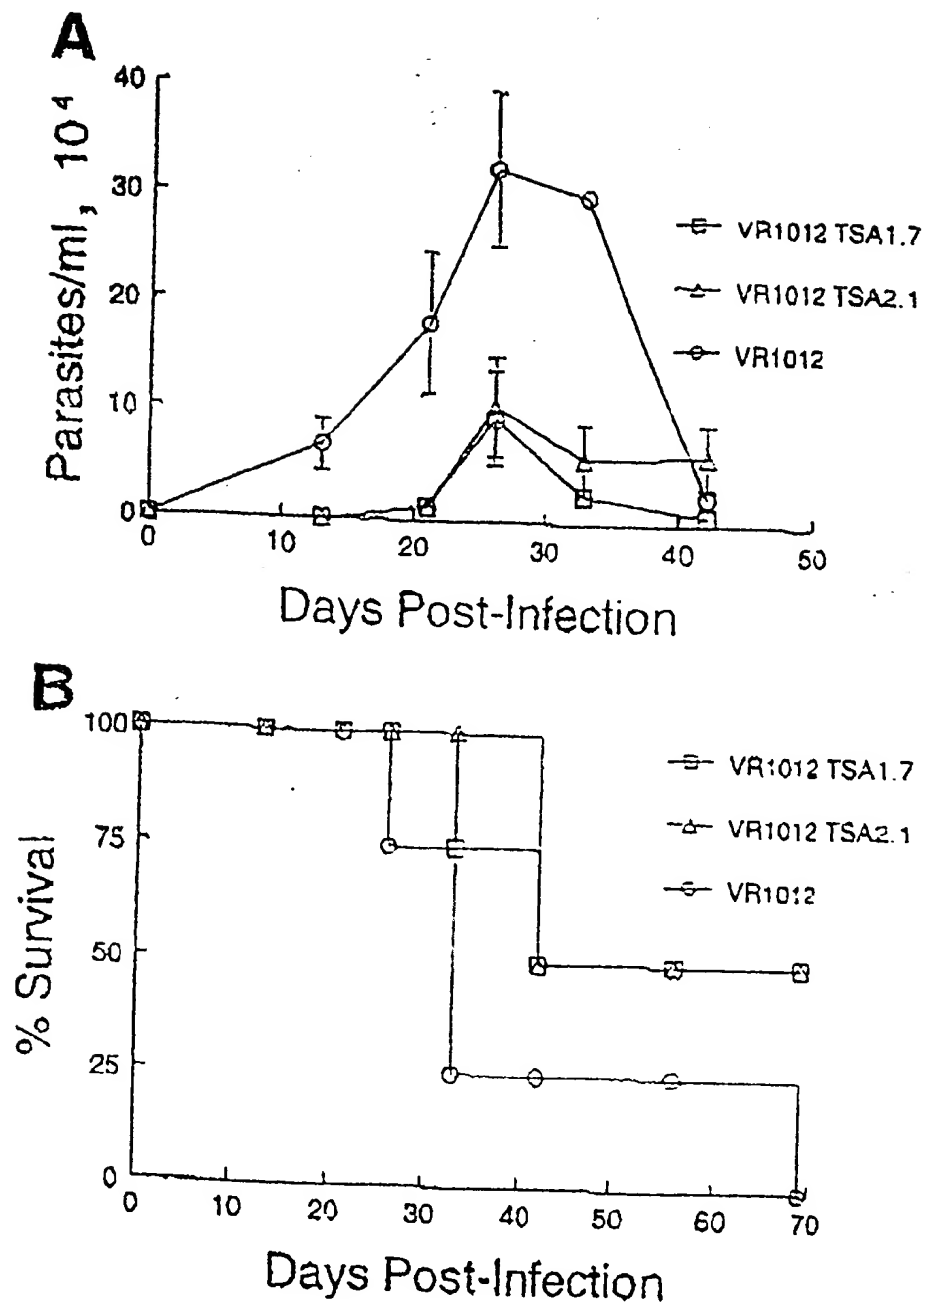 A
Parasites/ml, 10 4
40
30
20
10
0
0 10 20 30 40 50
Days Post-Infection
VR1012 TSA1.7
VR1012 TSA2.1
VR1012
B
% Survival
100
75
50
25
0
0 10 20 30 40 50 60 70
Days Post-Infection
VR1012 TSA1.7
VR1012 TSA2.1
VR1012